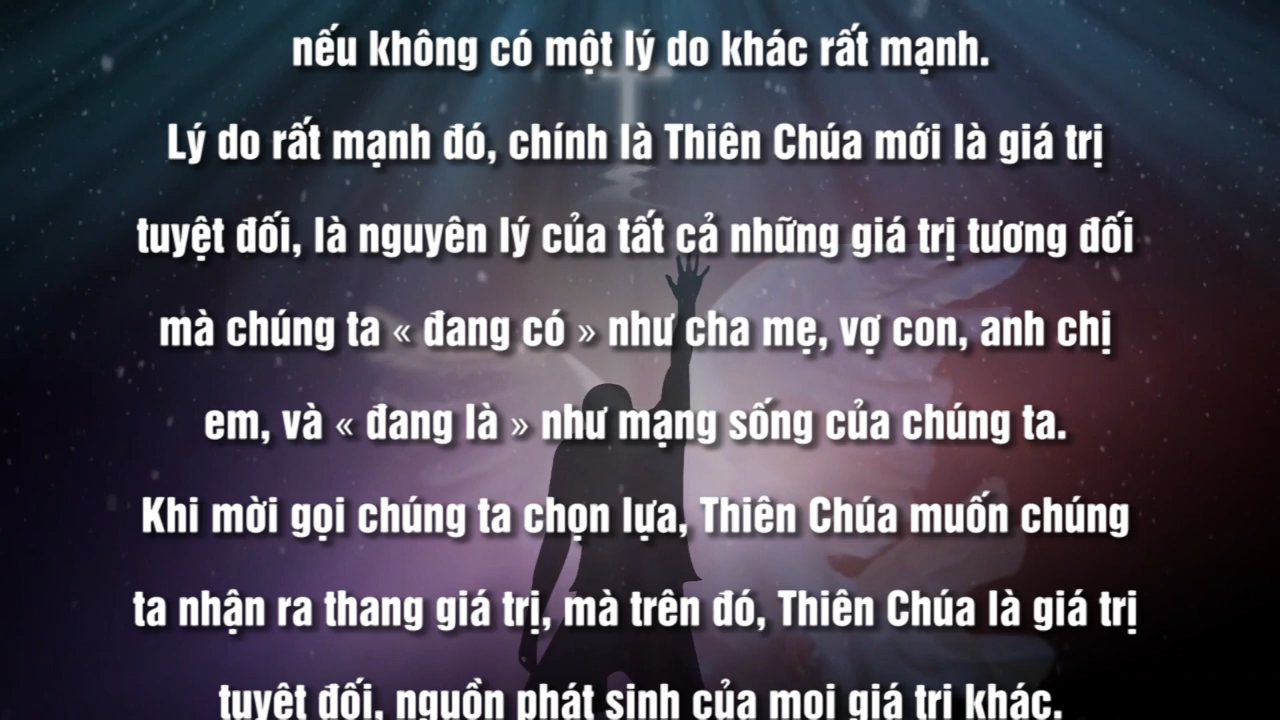 nếu không có một lý do khác rất mạnh.
Lý do rất mạnh đó, chính là Thiên Chúa mới là giá trị
tuyệt đối, là nguyên lý của tất cả những giá trị tương đối
mà chúng ta « đang có » như cha mẹ, vợ con, anh chị
em, và « đang là » như mạng sống của chúng ta.
Khi mời gọi chúng ta chọn lựa, Thiên Chúa muốn chúng
ta nhận ra thang giá trị, mà trên đó, Thiên Chúa là giá trị
tuyệt đối, nguồn phát sinh của mọi giá trị khác.